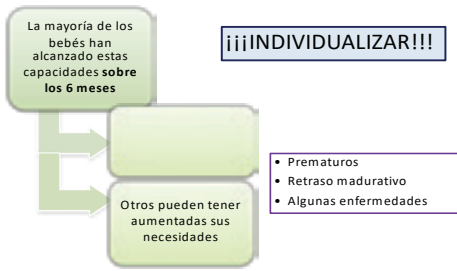 La mayoría de los
bebés han
alcanzado estas
capacidades sobre
los 6 meses
¡¡¡INDIVIDUALIZAR!!!
• Prematuros
• Retraso madurativo
• Algunas enfermedades
Otros pueden tener
aumentadas sus
necesidades